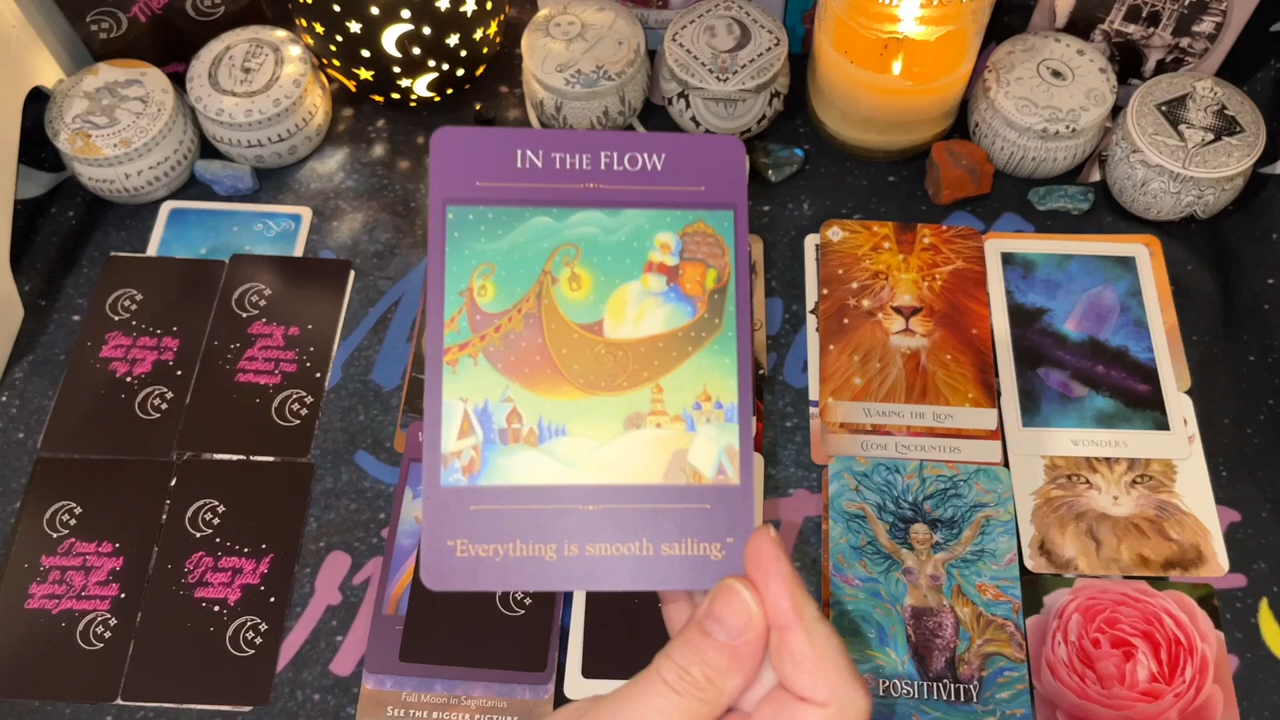 IN THE FLOW
"Everything is smooth sailing."
You are the
best thing in
my life
Being in
your
presence
makes me
nervous
I had to
resolve things
in my life
before I could
come forward
I'm sorry if
I kept you
waiting
Full Moon in Sagittarius
SEE THE BIGGER PICTURE
19
WAKING THE LION
CLOSE ENCOUNTERS
WONDERS
POSITIVITY